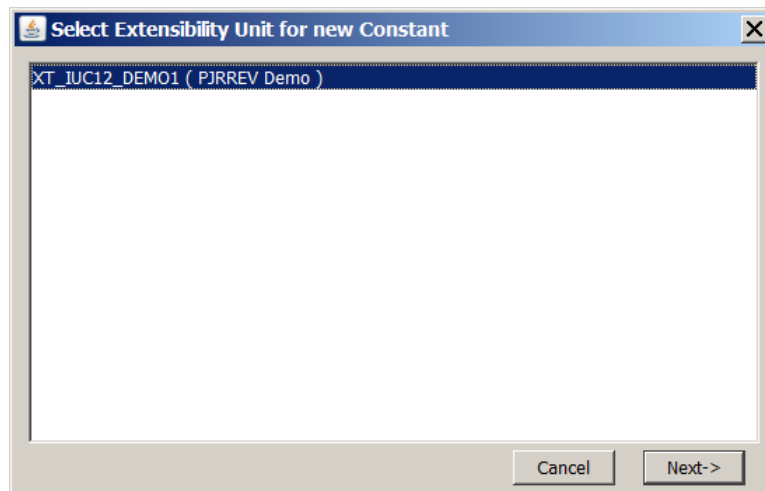 Select Extensibility Unit for new Constant
XT_IUC12_DEMO1 ( PJRREV Demo )
Cancel Next->